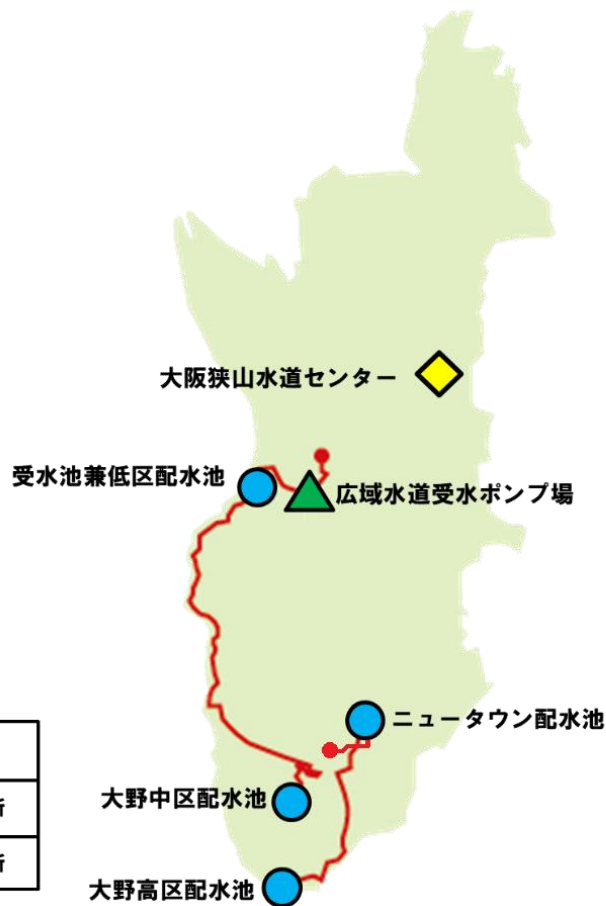 大阪狭山水道センター
受水池兼低区配水池
広域水道受水ポンプ場
ニュータウン配水池
大野中区配水池
大野高区配水池
所
所